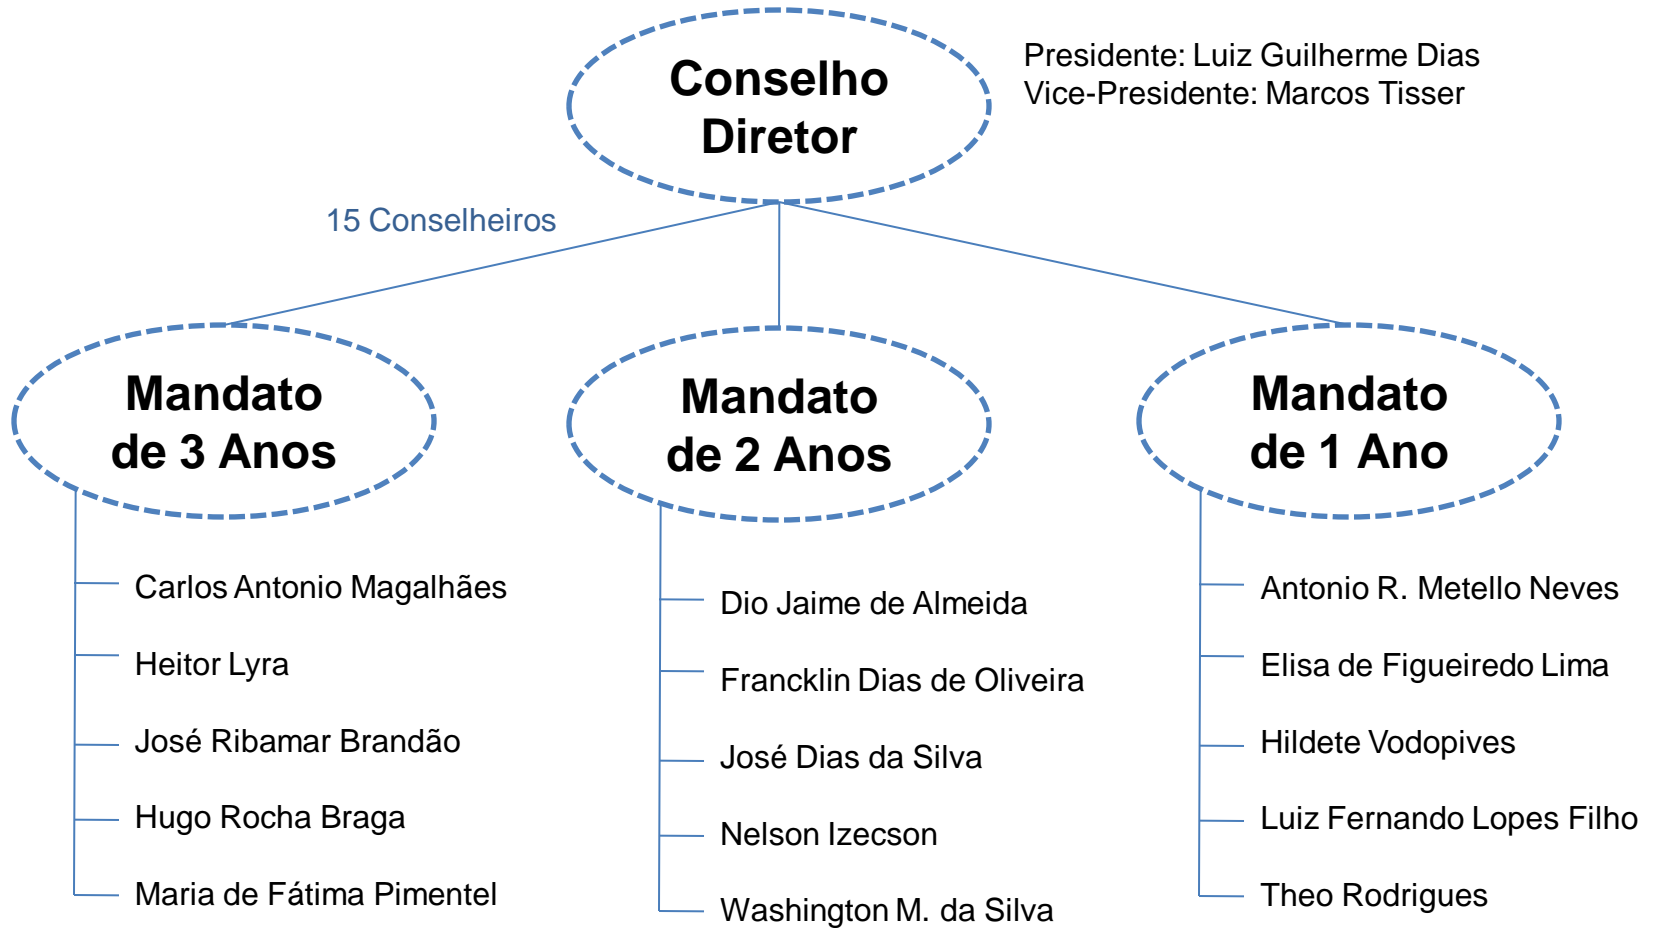 Conselho
Diretor
Presidente: Luiz Guilherme Dias
Vice-Presidente: Marcos Tisser
15 Conselheiros
Mandato
de 3 Anos
Carlos Antonio Magalhães
Heitor Lyra
José Ribamar Brandão
Hugo Rocha Braga
Maria de Fátima Pimentel
Mandato
de 2 Anos
Dio Jaime de Almeida
Francklin Dias de Oliveira
José Dias da Silva
Nelson Izecson
Washington M. da Silva
Mandato
de 1 Ano
Antonio R. Metello Neves
Elisa de Figueiredo Lima
Hildete Vodopives
Luiz Fernando Lopes Filho
Theo Rodrigues